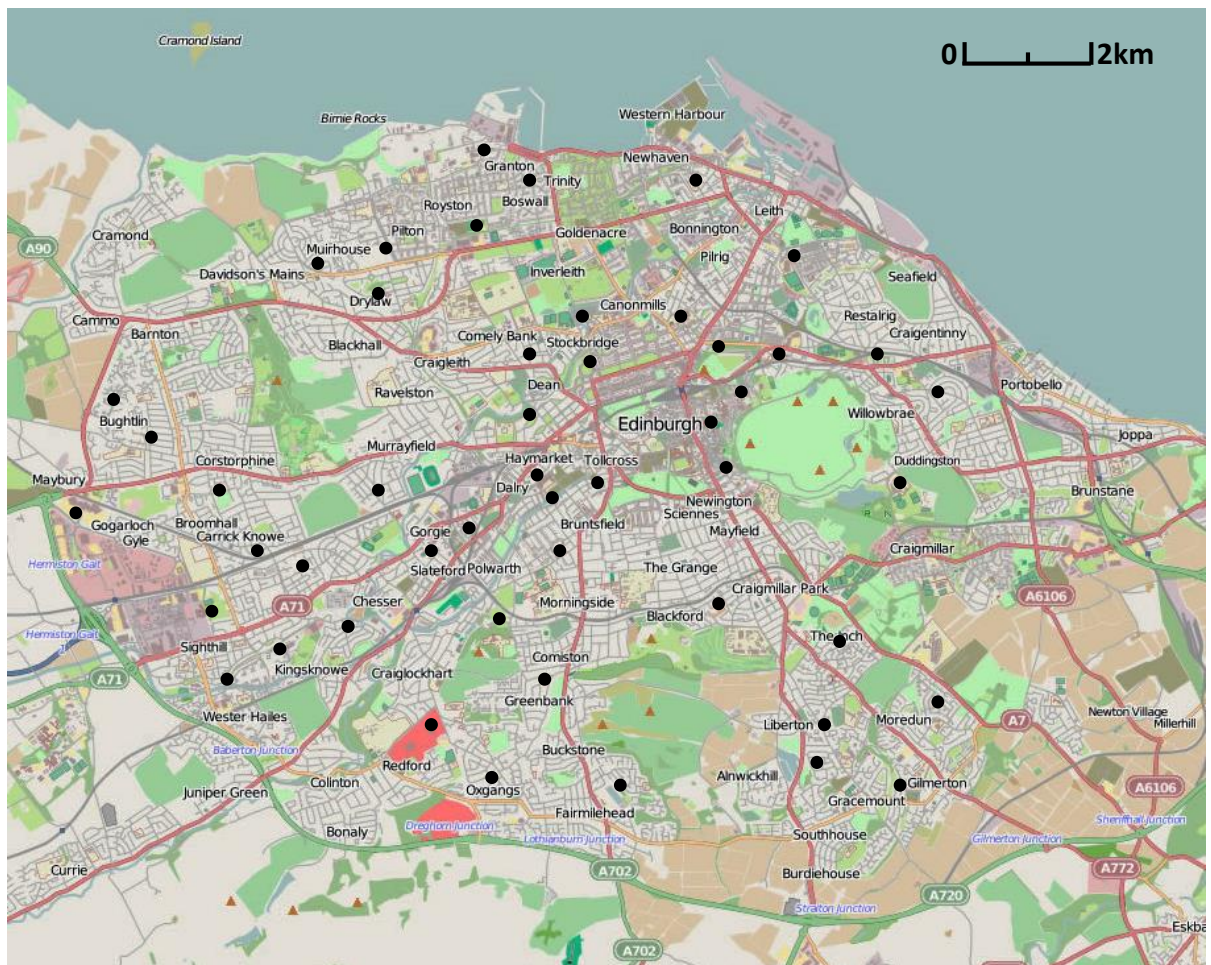 Cramond Island
0 2km
Birnie Rocks
Western Harbour
Granton
Newhaven
Trinity
Royston
Boswall
Leith
Cramond
Pilton
Goldenacre
Bonnington
A90
Muirhouse
Pilrig
Davidson's Mains
Inverleith
Seafield
Drylaw
Canonmills
Restalrig
Cammo
Barnton
Comely Bank
Craigentinny
Blackhall
Stockbridge
Craigleith
Dean
Portobello
Ravelston
Willowbrae
Bughtlin
Edinburgh
Joppa
Murrayfield
Corstorphine
Haymarket
Tollcross
Duddingston
Maybury
Dalry
Brunstane
Newington
Sciennes
Gogarloch
Broomhall
Bruntsfield
Gyle
Carrick Knowe
Gorgie
Mayfield
Craigmillar
Hermiston Gait
Slateford
Polwarth
The Grange
Craigmillar Park
A71
Chesser
Morningside
Blackford
A6106
Hermiston Gait
Sighthill
The Inch
Comiston
Kingsknowe
Craiglockhart
A71
Greenbank
Newton Village
Wester Hailes
Liberton
Moredun
A7
Millerhill
Baberton Junction
Buckstone
Redford
Alnwickhill
Colinton
Gilmerton
Juniper Green
Oxgangs
A6106
Gracemount
Fairmilehead
Bonaly
Dreghorn Junction
Lothianburn Junction
Southhouse
Gilmerton Junction
Sheriffhall Junction
Currie
A702
Burdiehouse
A772
A720
Straiton Junction
Eskba
A702